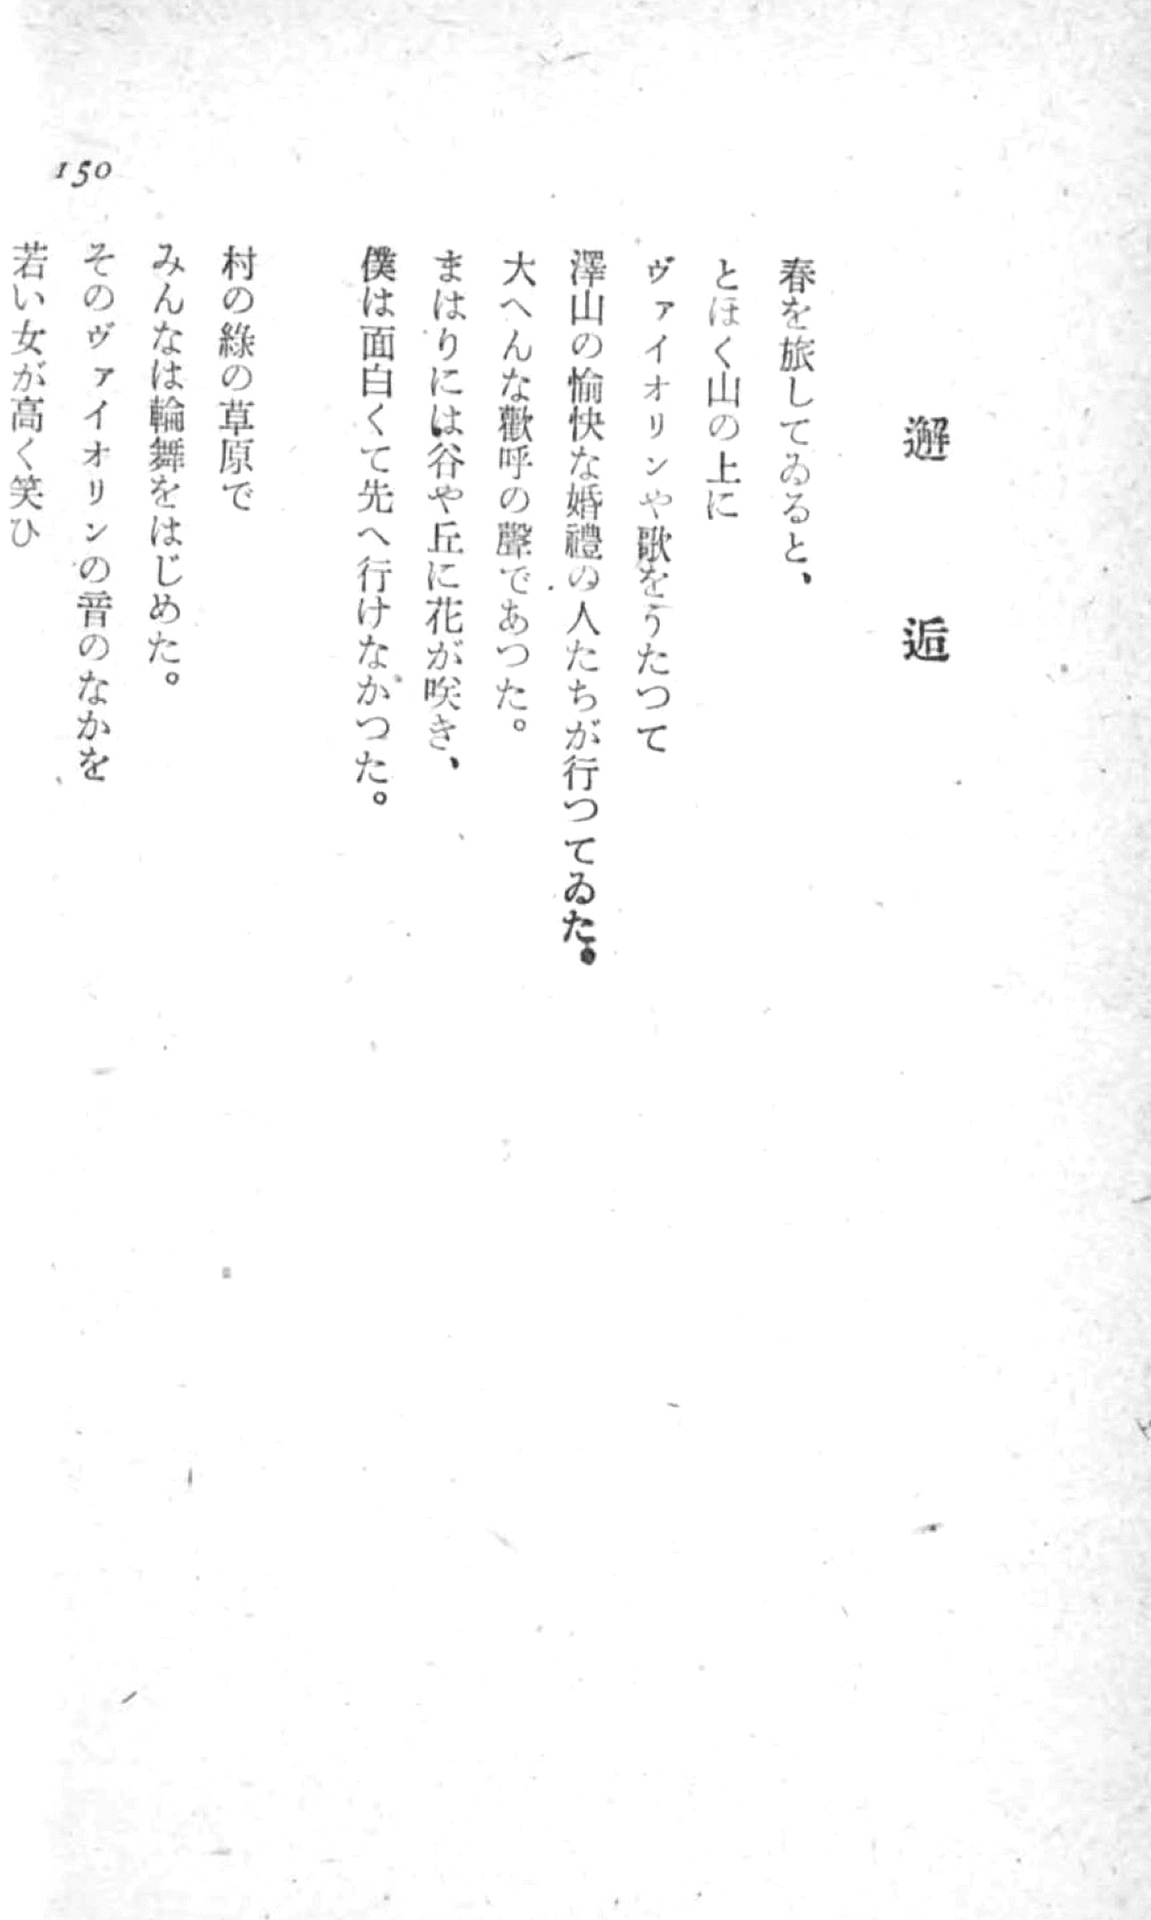 邂逅
春を旅してゐると、
とほく山の上に
ヴァイオリンや歌をうたつて
澤山の愉快な婚禮の人たちが行つてゐた。
大へんな歡呼の聲であつた。
まはりには谷や丘に花が咲き、
僕は面白くて先へ行けなかつた。
村の綠の草原で
みんなは輪舞をはじめた。
そのヴァイオリンの音のなかを
若い女が高く笑ひ
150